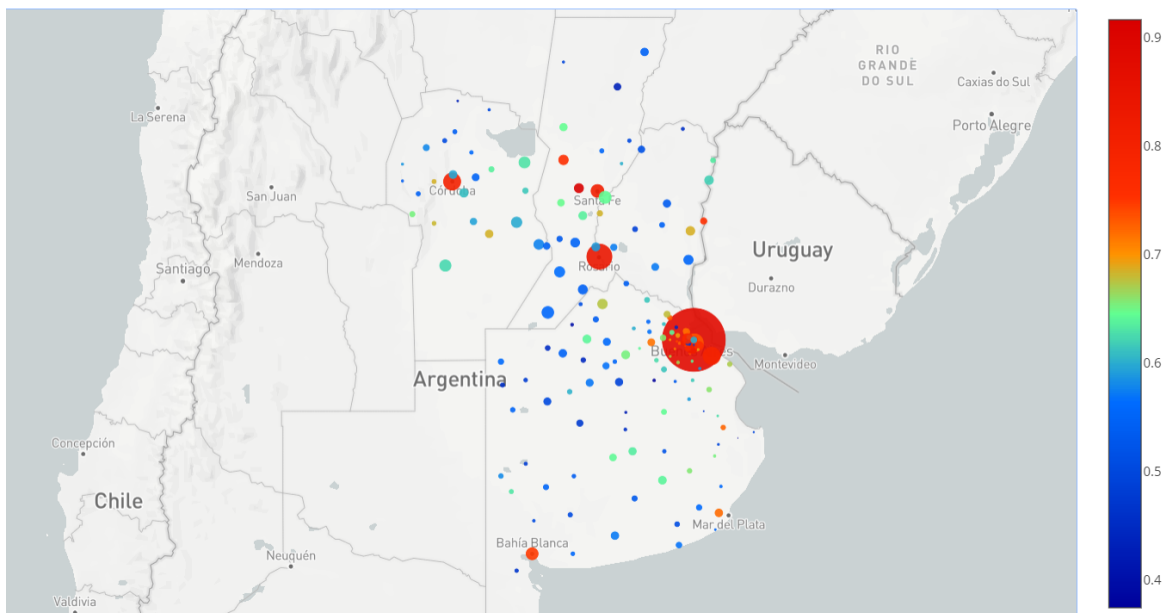 RIO
GRANDE
DO SUL
Caxias do Sul
La Serena
Porto Alegre
Córdoba
San Juan
Santa Fe
Uruguay
Mendoza
Santiago
Rosario
Durazno
Montevideo
Argentina
Concepción
Chile
Mar del Plata
Bahía Blanca
Neuquén
Valdivia
0.9
0.8
0.7
0.6
0.5
0.4